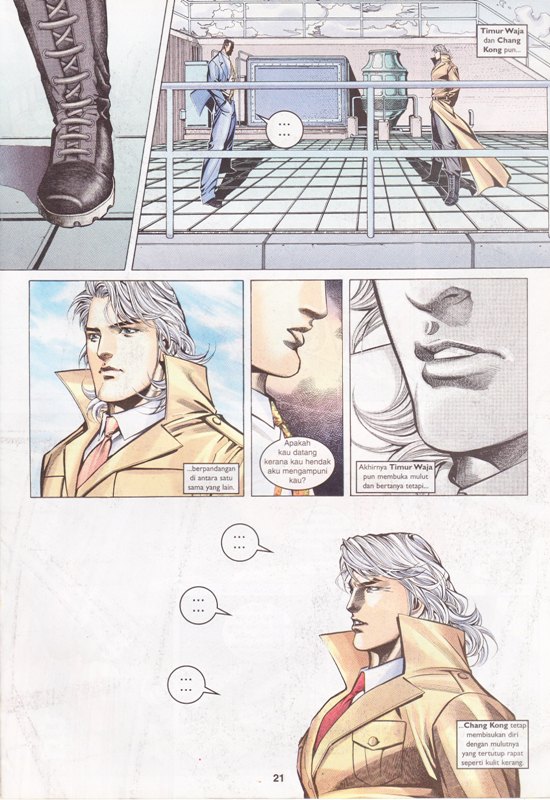 Timur Waja
dan Chang
Kong pun...
...
...
...berpandangan
di antara satu
sama yang lain.
Apakah
kau datang
kerana kau hendak
aku mengampuni
kau?
Akhirnya Timur Waja
pun membuka mulut
dan bertanya tetapi...
...
...
...
...
...
...
...Chang Kong tetap
membisukan diri
dengan mulutnya
yang tertutup rapat
seperti kulit kerang.
21